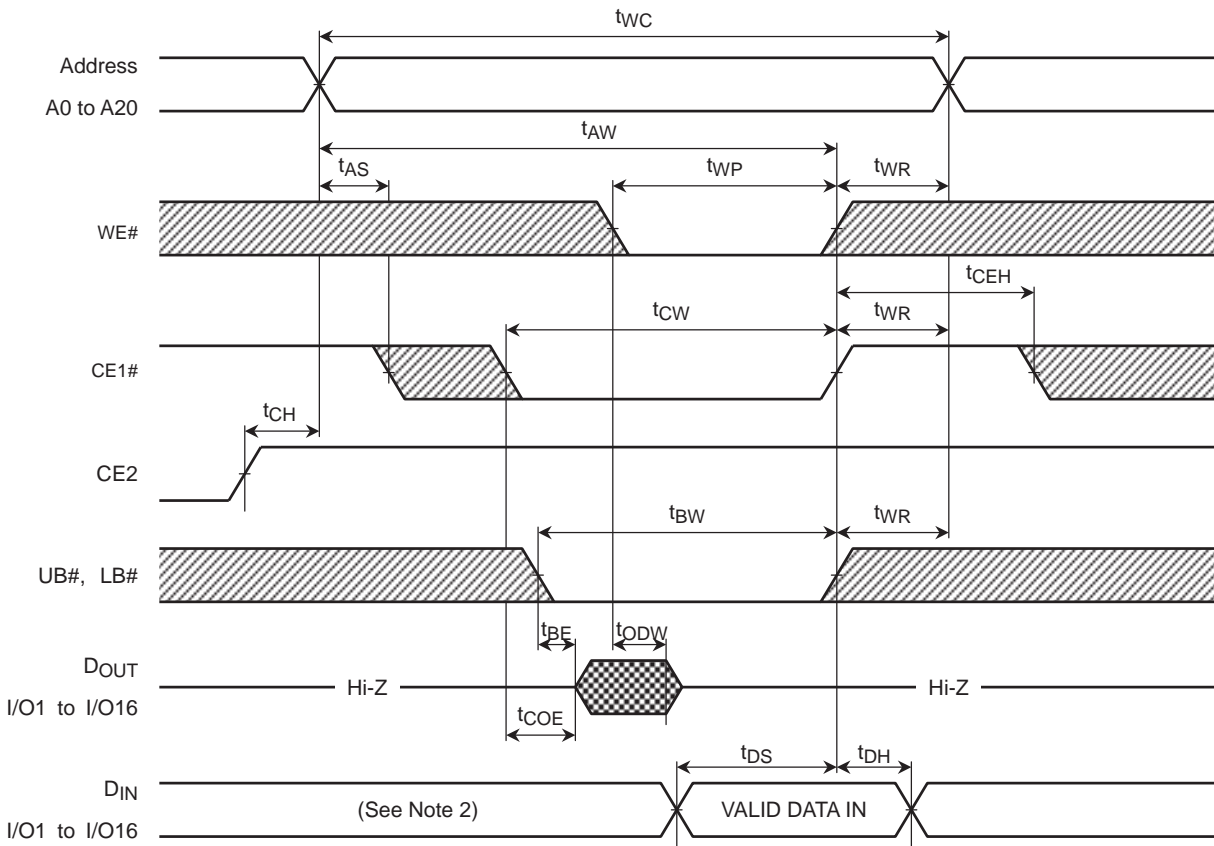 tWC
Address
A0 to A20
tAW
tAS
tWP
tWR
WE#
tCEH
tCW
tWR
CE1#
tCH
CE2
tBW
tWR
UB#, LB#
tBE
tODW
DOUT
Hi-Z
Hi-Z
I/O1 to I/O16
tCOE
tDS
tDH
DIN
(See Note 2)
VALID DATA IN
I/O1 to I/O16